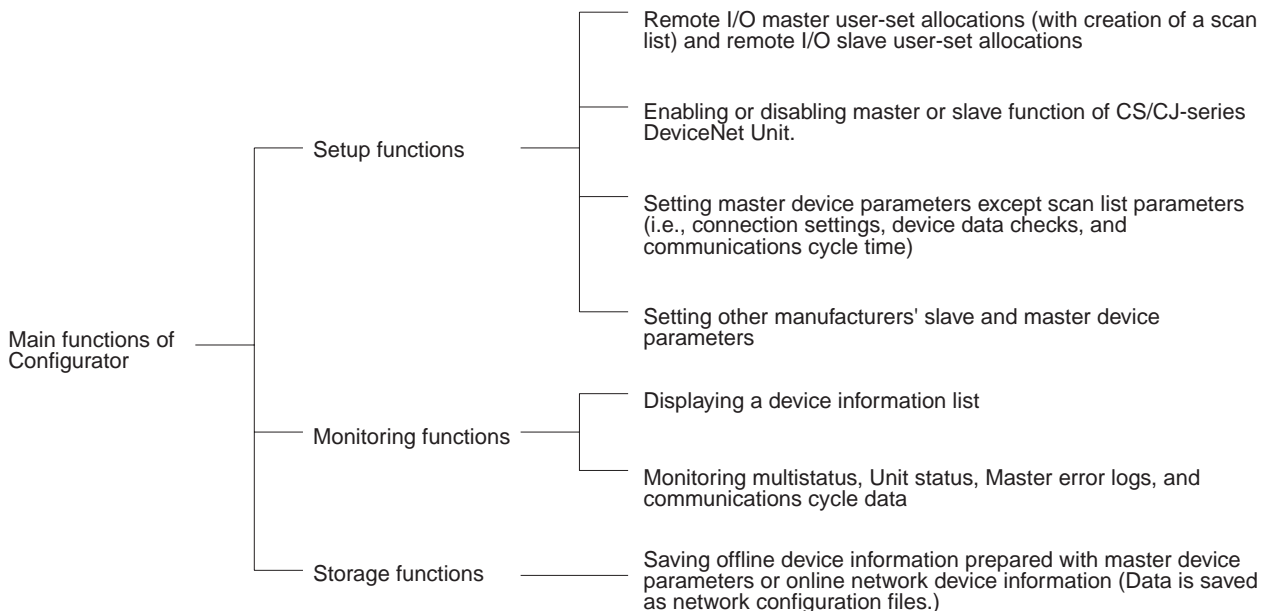 Remote I/O master user-set allocations (with creation of a scan
list) and remote I/O slave user-set allocations
Enabling or disabling master or slave function of CS/CJ-series
DeviceNet Unit.
Setup functions
Setting master device parameters except scan list parameters
(i.e., connection settings, device data checks, and
communications cycle time)
Setting other manufacturers' slave and master device
parameters
Main functions of
Configurator
Displaying a device information list
Monitoring functions
Monitoring multistatus, Unit status, Master error logs, and
communications cycle data
Storage functions
Saving offline device information prepared with master device
parameters or online network device information (Data is saved
as network configuration files.)